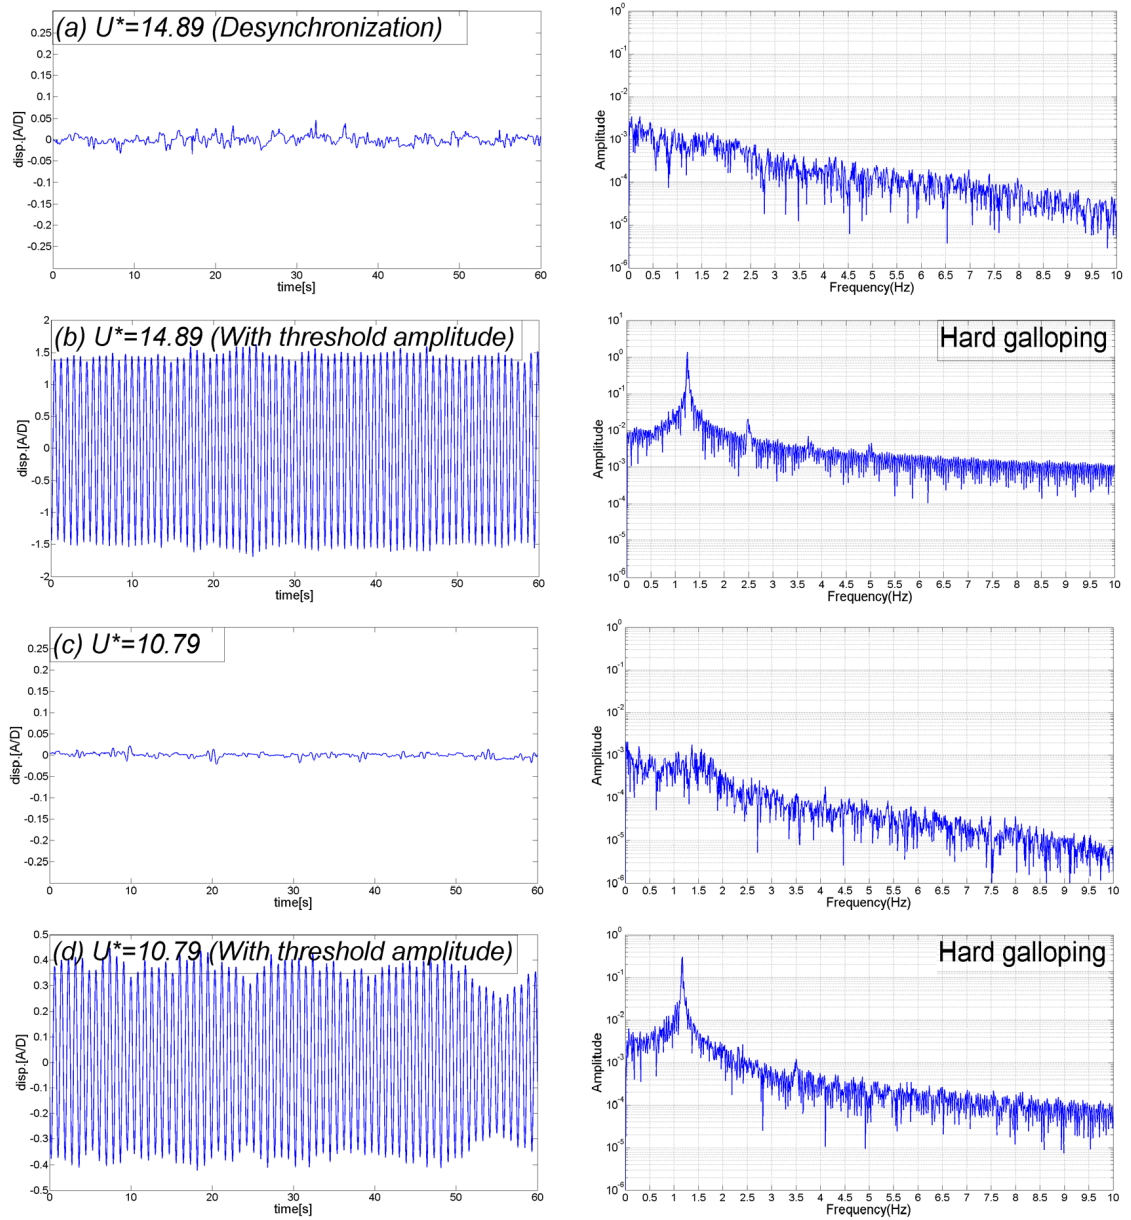 (a) U*=14.89 (Desynchronization)
disp.[A/D]
0.25
0.2
0.15
0.1
0.05
0
-0.05
-0.1
-0.15
-0.2
-0.25
0 10 20 30 40 50 60
time[s]
Amplitude
10^0
10^-1
10^-2
10^-3
10^-4
10^-5
10^-6
0 0.5 1 1.5 2 2.5 3 3.5 4 4.5 5 5.5 6 6.5 7 7.5 8 8.5 9 9.5 10
Frequency(Hz)
(b) U*=14.89 (With threshold amplitude)
disp.[A/D]
2
1.5
1
0.5
0
-0.5
-1
-1.5
-2
0 10 20 30 40 50 60
time[s]
Hard galloping
Amplitude
10^1
10^0
10^-1
10^-2
10^-3
10^-4
10^-5
10^-6
0 0.5 1 1.5 2 2.5 3 3.5 4 4.5 5 5.5 6 6.5 7 7.5 8 8.5 9 9.5 10
Frequency(Hz)
(c) U*=10.79
disp.[A/D]
0.25
0.2
0.15
0.1
0.05
0
-0.05
-0.1
-0.15
-0.2
-0.25
0 10 20 30 40 50 60
time[s]
Amplitude
10^0
10^-1
10^-2
10^-3
10^-4
10^-5
10^-6
0 0.5 1 1.5 2 2.5 3 3.5 4 4.5 5 5.5 6 6.5 7 7.5 8 8.5 9 9.5 10
Frequency(Hz)
(d) U*=10.79 (With threshold amplitude)
disp.[A/D]
0.5
0.4
0.3
0.2
0.1
0
-0.1
-0.2
-0.3
-0.4
-0.5
0 10 20 30 40 50 60
time[s]
Hard galloping
Amplitude
10^0
10^-1
10^-2
10^-3
10^-4
10^-5
10^-6
0 0.5 1 1.5 2 2.5 3 3.5 4 4.5 5 5.5 6 6.5 7 7.5 8 8.5 9 9.5 10
Frequency(Hz)